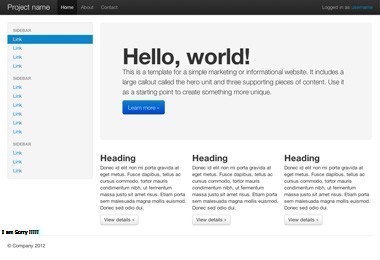 Project name Home About Contact Logged in as username
SIDEBAR
Link
Link
Link
Link
SIDEBAR
Link
Link
Link
Link
Link
Link
SIDEBAR
Link
Link
Link
Hello, world!
This is a template for a simple marketing or informational website. It includes a
large callout called the hero unit and three supporting pieces of content. Use it
as a starting point to create something more unique.
Learn more »
Heading
Donec id elit non mi porta gravida at
eget metus. Fusce dapibus, tellus ac
cursus commodo, tortor mauris
condimentum nibh, ut fermentum
massa justo sit amet risus. Etiam porta
sem malesuada magna mollis euismod.
Donec sed odio dui.
View details »
Heading
Donec id elit non mi porta gravida at
eget metus. Fusce dapibus, tellus ac
cursus commodo, tortor mauris
condimentum nibh, ut fermentum
massa justo sit amet risus. Etiam porta
sem malesuada magna mollis euismod.
Donec sed odio dui.
View details »
Heading
Donec id elit non mi porta gravida at
eget metus. Fusce dapibus, tellus ac
cursus commodo, tortor mauris
condimentum nibh, ut fermentum
massa justo sit amet risus. Etiam porta
sem malesuada magna mollis euismod.
Donec sed odio dui.
View details »
I am Sorry !!!!!
© Company 2012